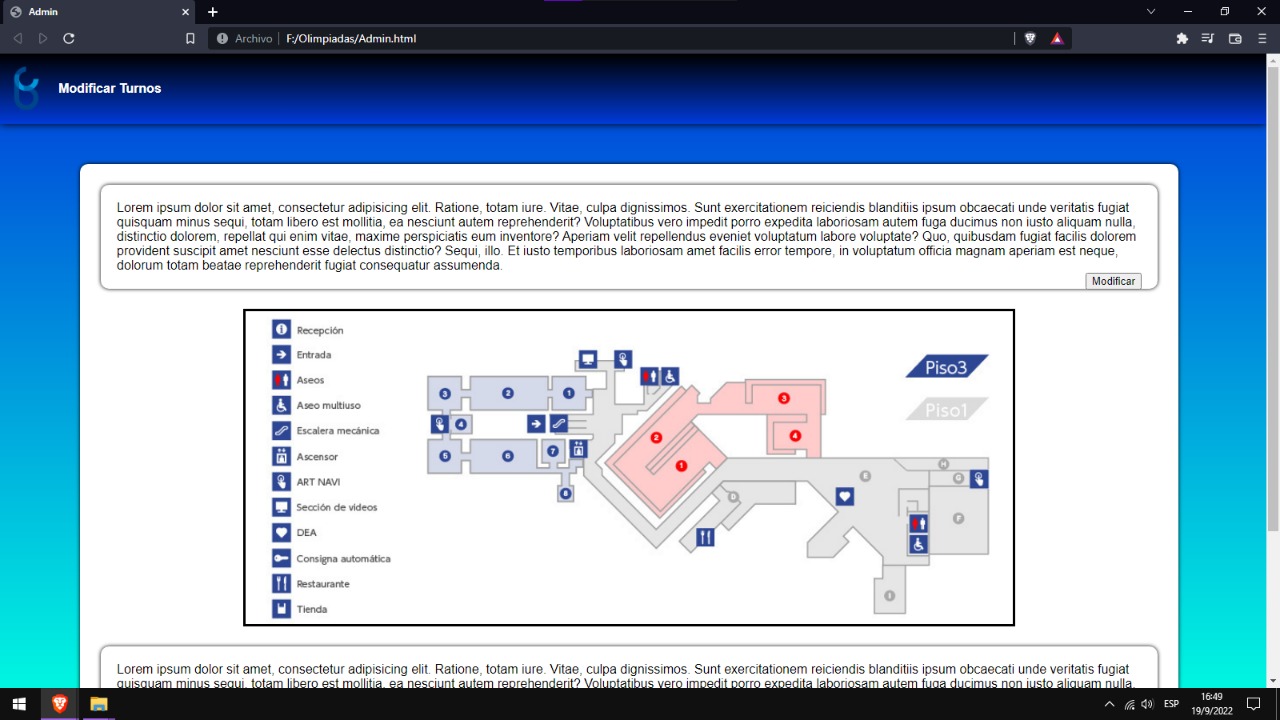 Admin
Archivo
F:/Olimpiadas/Admin.html
Modificar Turnos
Lorem ipsum dolor sit amet, consectetur adipisicing elit. Ratione, totam iure. Vitae, culpa dignissimos. Sunt exercitationem reiciendis blanditiis ipsum obcaecati unde veritatis fugiat
quisquam minus sequi, totam libero est mollitia, ea nesciunt autem reprehenderit? Voluptatibus vero impedit porro expedita laboriosam autem fuga ducimus non iusto aliquam nulla,
distinctio dolorem, repellat qui enim vitae, maxime perspiciatis eum inventore? Aperiam velit repellendus eveniet voluptatum labore voluptate? Quo, quibusdam fugiat facilis dolorem
provident suscipit amet nesciunt esse delectus distinctio? Sequi, illo. Et iusto temporibus laboriosam amet facilis error tempore, in voluptatum officia magnam aperiam est neque,
dolorum totam beatae reprehenderit fugiat consequatur assumenda.
Modificar
Recepción
Entrada
Aseos
Aseo multiuso
Escalera mecánica
Ascensor
ART NAVI
Sección de vídeos
DEA
Consigna automática
Restaurante
Tienda
3
2
1
4
5
6
7
8
2
1
3
4
D
E
H
G
F
I
Piso3
Piso1
Lorem ipsum dolor sit amet, consectetur adipisicing elit. Ratione, totam iure. Vitae, culpa dignissimos. Sunt exercitationem reiciendis blanditiis ipsum obcaecati unde veritatis fugiat
quisquam minus sequi, totam libero est mollitia, ea nesciunt autem reprehenderit? Voluptatibus vero impedit porro expedita laboriosam autem fuga ducimus non iusto aliquam nulla,
ESP
16:49
19/9/2022